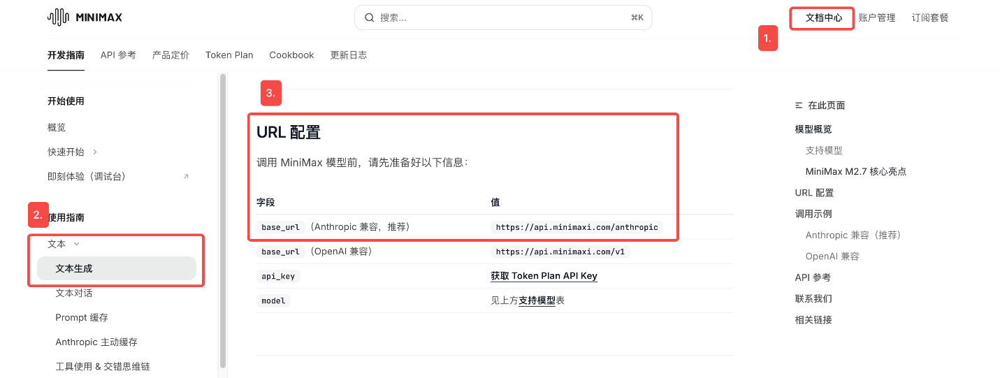 MINIMAX
搜索...
⌘K
文档中心
账户管理
订阅套餐
1.
开发指南
API 参考
产品定价
Token Plan
Cookbook
更新日志
开始使用
概览
快速开始
即刻体验（调试台）
2.
使用指南
文本
文本生成
文本对话
Prompt 缓存
Anthropic 主动缓存
工具使用 & 交错思维链
3.
URL 配置
调用 MiniMax 模型前，请先准备好以下信息：
字段 值
base_url（Anthropic 兼容，推荐） https://api.minimaxi.com/anthropic
base_url（OpenAI 兼容） https://api.minimaxi.com/v1
api_key 获取 Token Plan API Key
model 见上方支持模型表
在此页面
模型概览
支持模型
MiniMax M2.7 核心亮点
URL 配置
调用示例
Anthropic 兼容（推荐）
OpenAI 兼容
API 参考
联系我们
相关链接